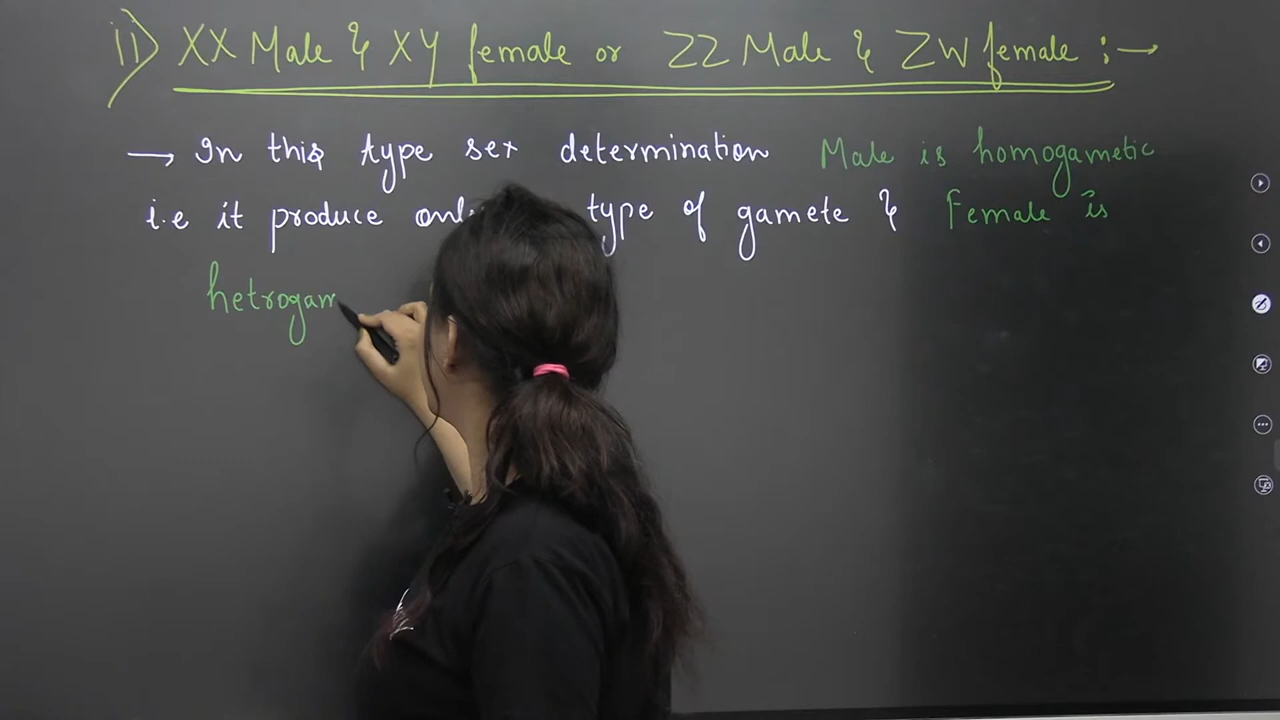 ii) XX Male & XY female or ZZ Male & ZW female :→
→ In this type sex determination Male is homogametic
i.e it produce type of gamete & Female is
hetrogam